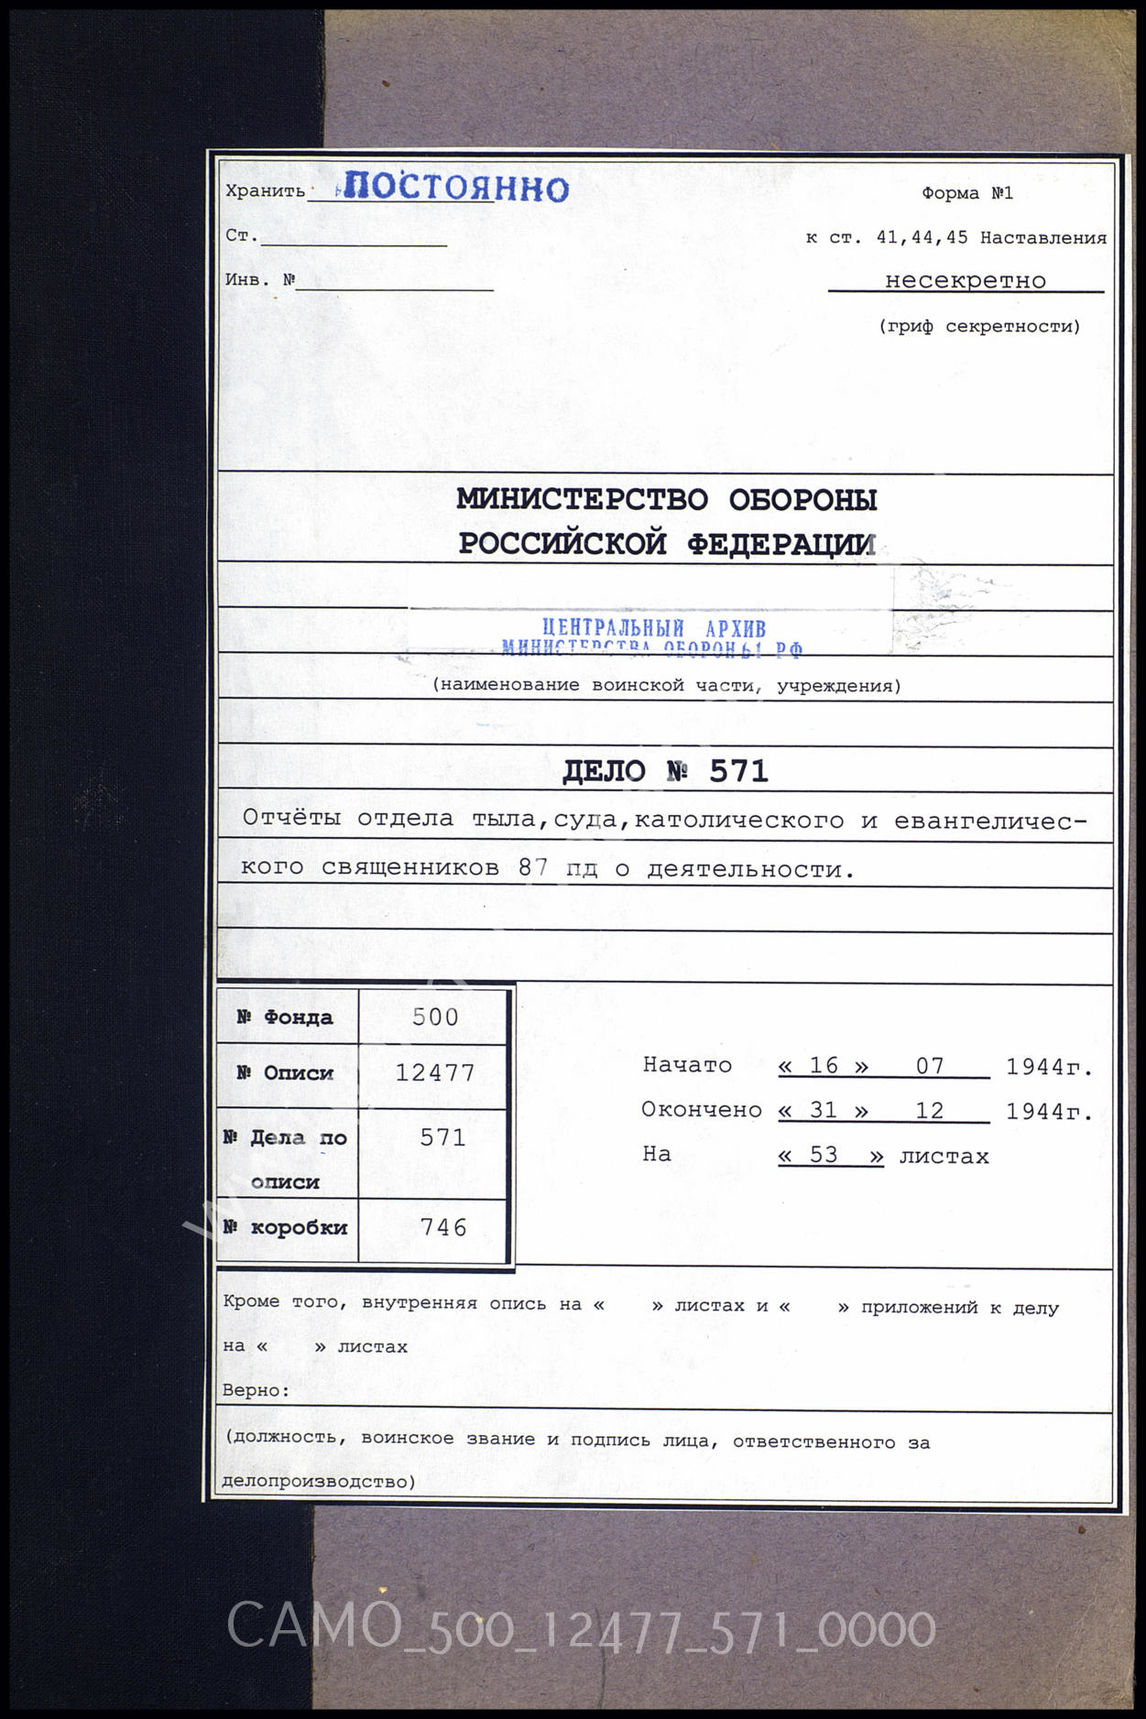 Хранить ПОСТОЯННО
Форма №1
Ст.
к ст. 41,44,45 Наставления
Инв. №
несекретно
(гриф секретности)
МИНИСТЕРСТВО ОБОРОНЫ
РОССИЙСКОЙ ФЕДЕРАЦИИ
ЦЕНТРАЛЬНЫЙ АРХИВ
МИНИСТЕРСТВА ОБОРОНЫ РФ
(наименование воинской части, учреждения)
ДЕЛО № 571
Отчёты отдела тыла,суда,католического и евангеличес-
кого священников 87 пд о деятельности.
№ Фонда 500
№ Описи 12477
№ Дела по 571
описи
№ коробки 746
Начато « 16 » 07 1944г.
Окончено « 31 » 12 1944г.
На « 53 » листах
Кроме того, внутренняя опись на « » листах и « » приложений к делу
на « » листах
Верно:
(должность, воинское звание и подпись лица, ответственного за
делопроизводство)
CAMO_500_12477_571_0000